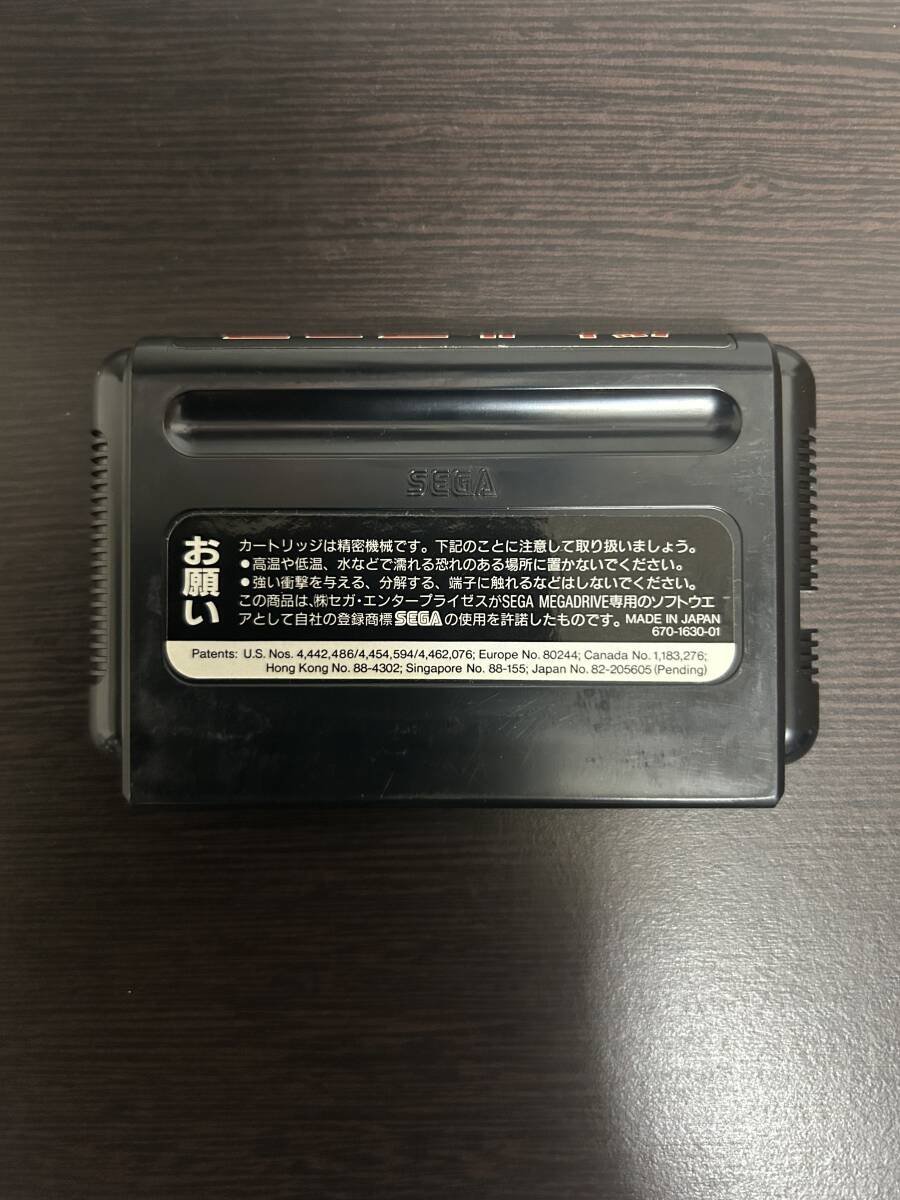 SEGA
お願い
カートリッジは精密機械です。下記のことに注意して取り扱いましょう。
●高温や低温、水などで濡れる恐れのある場所に置かないでください。
●強い衝撃を与える、分解する、端子に触れるなどはしないでください。
この商品は、㈱セガ・エンタープライゼスがSEGA MEGADRIVE専用のソフトウエ
アとして自社の登録商標SEGAの使用を許諾したものです。 MADE IN JAPAN
670-1630-01
Patents: U.S. Nos. 4,442,486/4,454,594/4,462,076; Europe No. 80244; Canada No. 1,183,276;
Hong Kong No. 88-4302; Singapore No. 88-155; Japan No. 82-205605 (Pending)